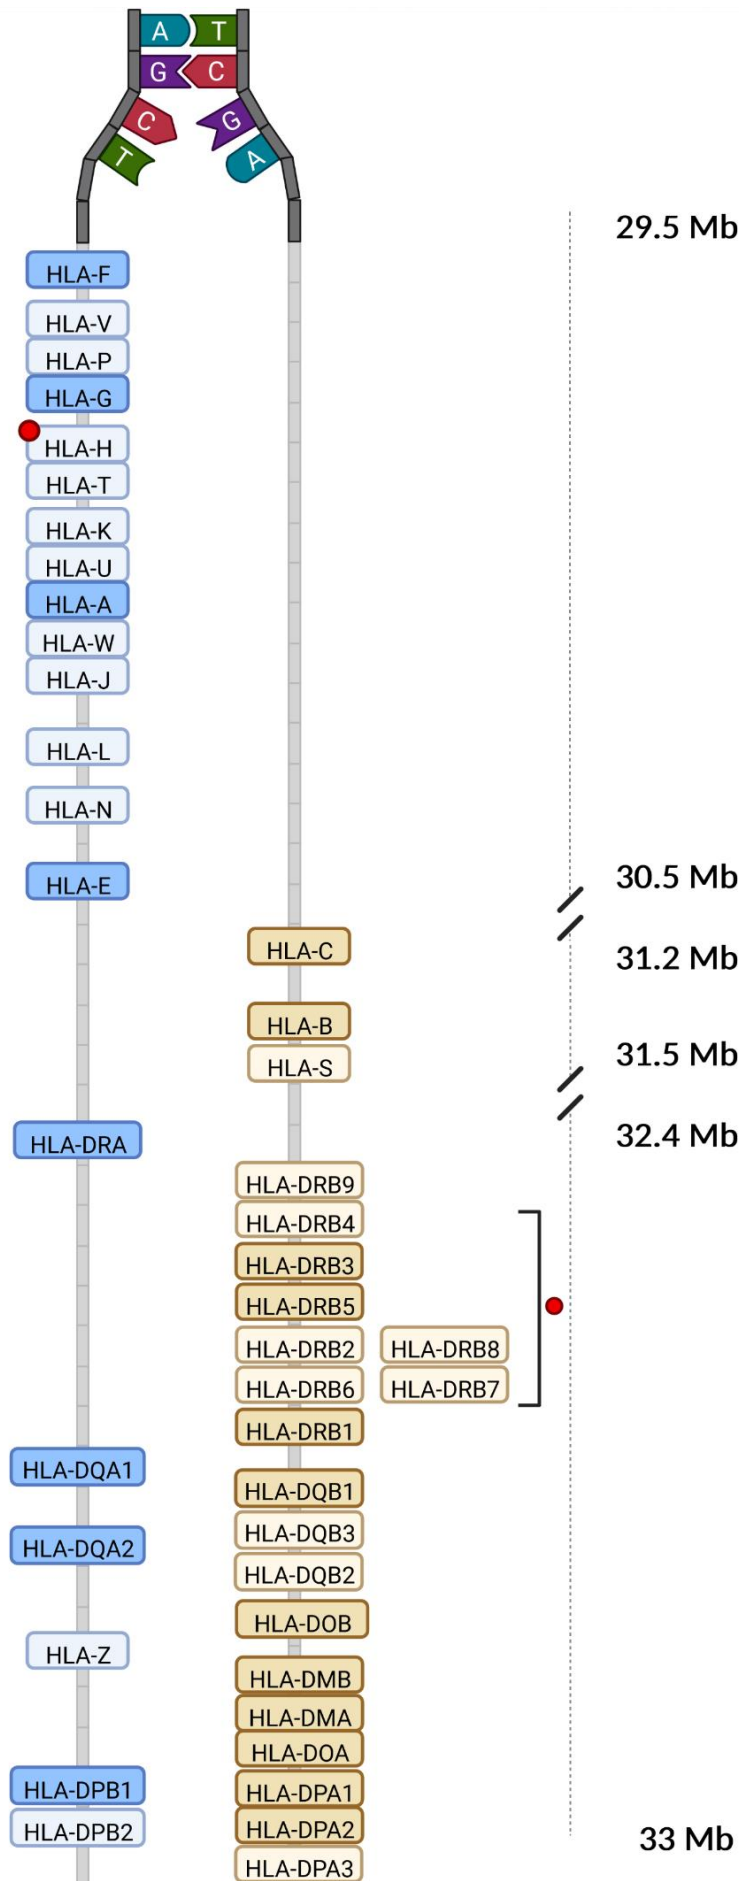 A T
G C
C G
T A
29.5 Mb
HLA-F
HLA-V
HLA-P
HLA-G
HLA-H
HLA-T
HLA-K
HLA-U
HLA-A
HLA-W
HLA-J
HLA-L
HLA-N
HLA-E
30.5 Mb
HLA-C
31.2 Mb
HLA-B
31.5 Mb
HLA-S
HLA-DRA
32.4 Mb
HLA-DRB9
HLA-DRB4
HLA-DRB3
HLA-DRB5
HLA-DRB2 HLA-DRB8
HLA-DRB6 HLA-DRB7
HLA-DRB1
HLA-DQA1
HLA-DQB1
HLA-DQB3
HLA-DQA2
HLA-DQB2
HLA-DOB
HLA-Z
HLA-DMB
HLA-DMA
HLA-DOA
HLA-DPB1
HLA-DPA1
HLA-DPB2
HLA-DPA2
33 Mb
HLA-DPA3